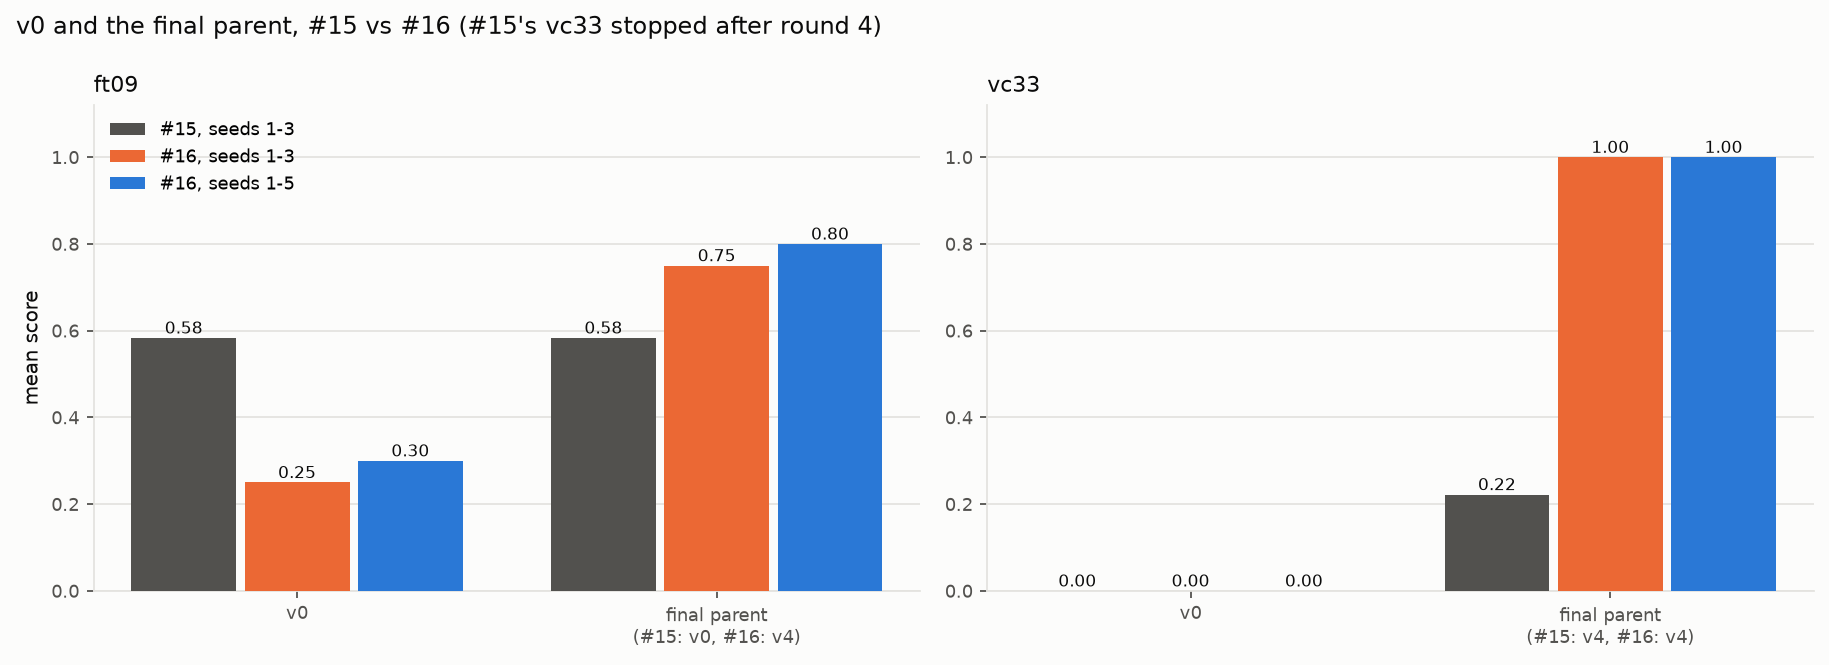 v0 and the final parent, #15 vs #16 (#15's vc33 stopped after round 4)
ft09
#15, seeds 1-3
#16, seeds 1-3
#16, seeds 1-5
mean score
1.0
0.8
0.6
0.4
0.2
0.0
0.58
0.25
0.30
0.58
0.75
0.80
v0
final parent
(#15: v0, #16: v4)
vc33
1.0
0.8
0.6
0.4
0.2
0.0
0.00
0.00
0.00
0.22
1.00
1.00
v0
final parent
(#15: v4, #16: v4)